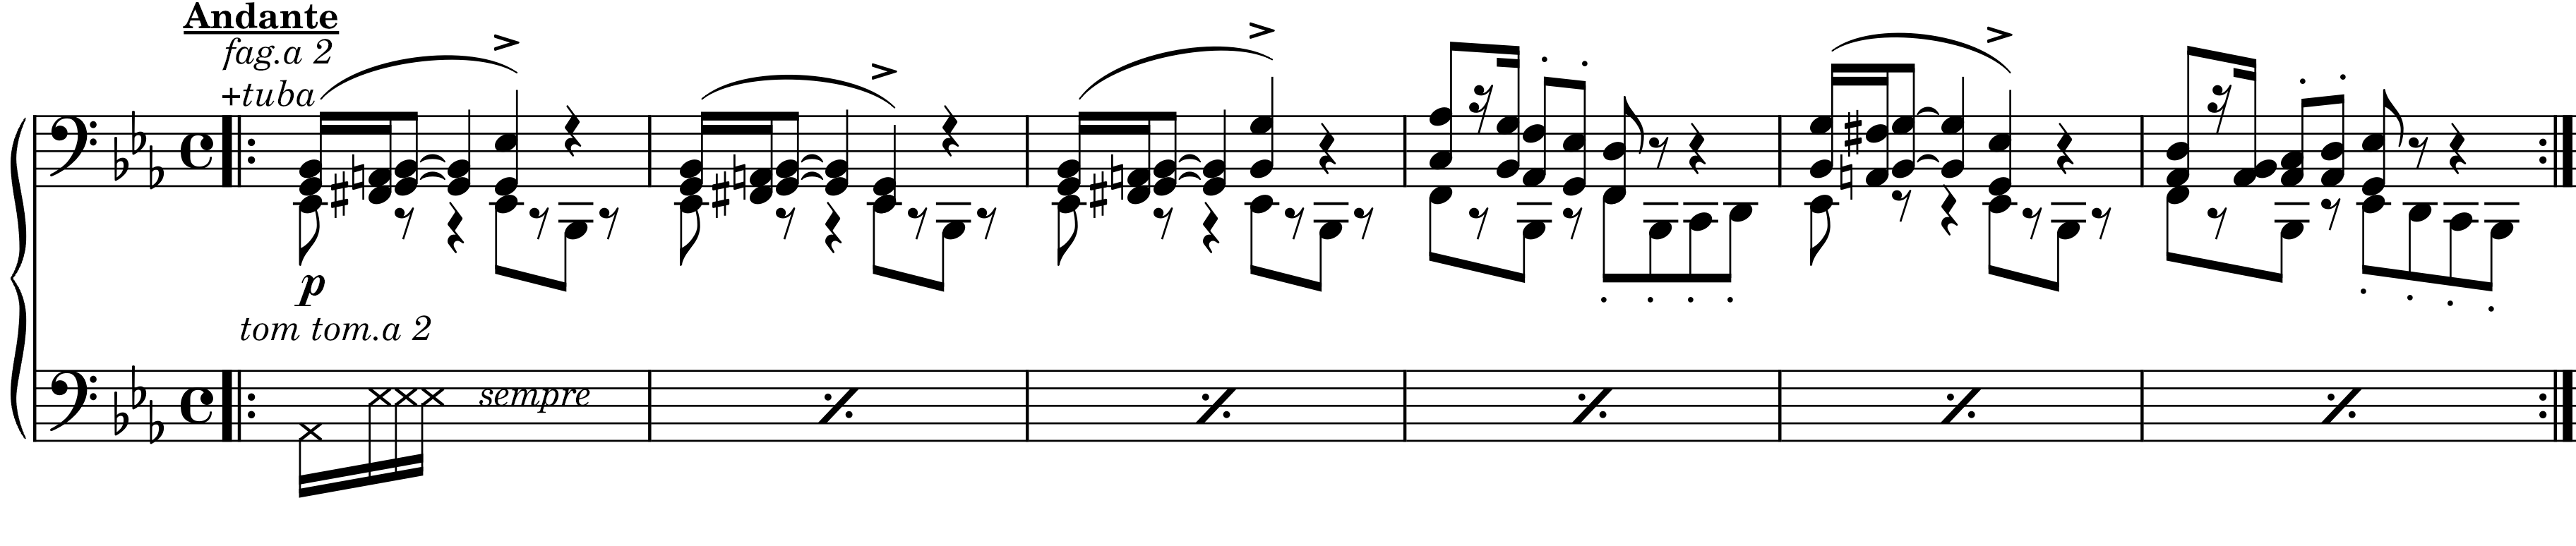 Andante
fag.a 2
+tuba
p
tom tom.a 2
sempre